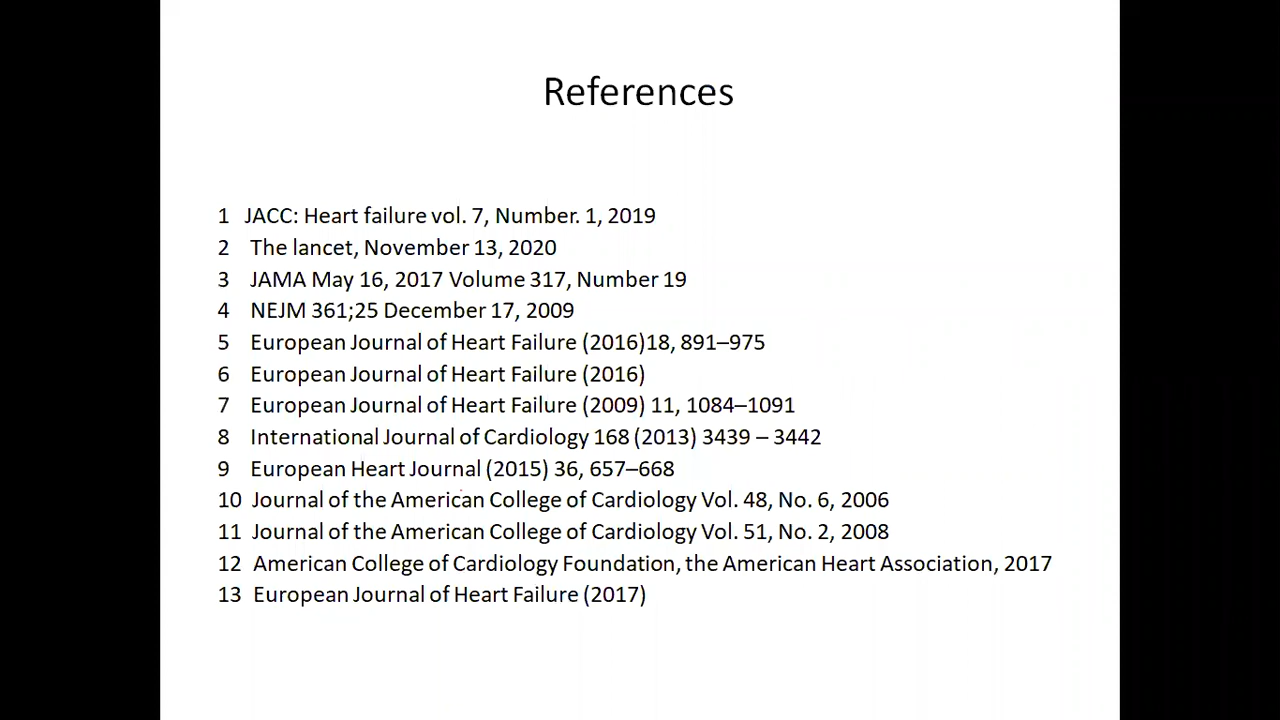 References
1 JACC: Heart failure vol. 7, Number. 1, 2019
2 The lancet, November 13, 2020
3 JAMA May 16, 2017 Volume 317, Number 19
4 NEJM 361;25 December 17, 2009
5 European Journal of Heart Failure (2016)18, 891–975
6 European Journal of Heart Failure (2016)
7 European Journal of Heart Failure (2009) 11, 1084–1091
8 International Journal of Cardiology 168 (2013) 3439 – 3442
9 European Heart Journal (2015) 36, 657–668
10 Journal of the American College of Cardiology Vol. 48, No. 6, 2006
11 Journal of the American College of Cardiology Vol. 51, No. 2, 2008
12 American College of Cardiology Foundation, the American Heart Association, 2017
13 European Journal of Heart Failure (2017)